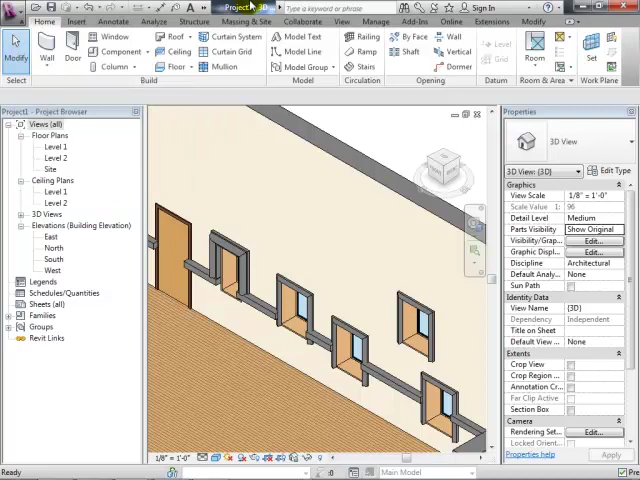 Project1 - 3D
Type a keyword or phrase
Sign In
Home Insert Annotate Analyze Structure Massing & Site Collaborate View Manage Add-Ins Extensions Modify
Modify Wall Door Window Component Column Roof Ceiling Floor Curtain System Curtain Grid Mullion Model Text Model Line Model Group Railing Ramp Stairs By Face Shaft Wall Vertical Dormer Level Grid Room Set
Select Build Model Circulation Opening Datum Room & Area Work Plane
Project1 - Project Browser
Views (all)
Floor Plans
Level 1
Level 2
Site
Ceiling Plans
Level 1
Level 2
3D Views
Elevations (Building Elevation)
East
North
South
West
Legends
Schedules/Quantities
Sheets (all)
Families
Groups
Revit Links
1/8" = 1'-0"
Properties
3D View
3D View: {3D} Edit Type
Graphics
View Scale 1/8" = 1'-0"
Scale Value 1: 96
Detail Level Medium
Parts Visibility Show Original
Visibility/Grap... Edit...
Graphic Displ... Edit...
Discipline Architectural
Default Analy... None
Sun Path
Identity Data
View Name {3D}
Dependency Independent
Title on Sheet
Default View ... None
Extents
Crop View
Crop Region ...
Annotation Cr...
Far Clip Active
Section Box
Camera
Rendering Set... Edit...
Locked Orient...
Properties help Apply
Ready :0 Main Model Pre